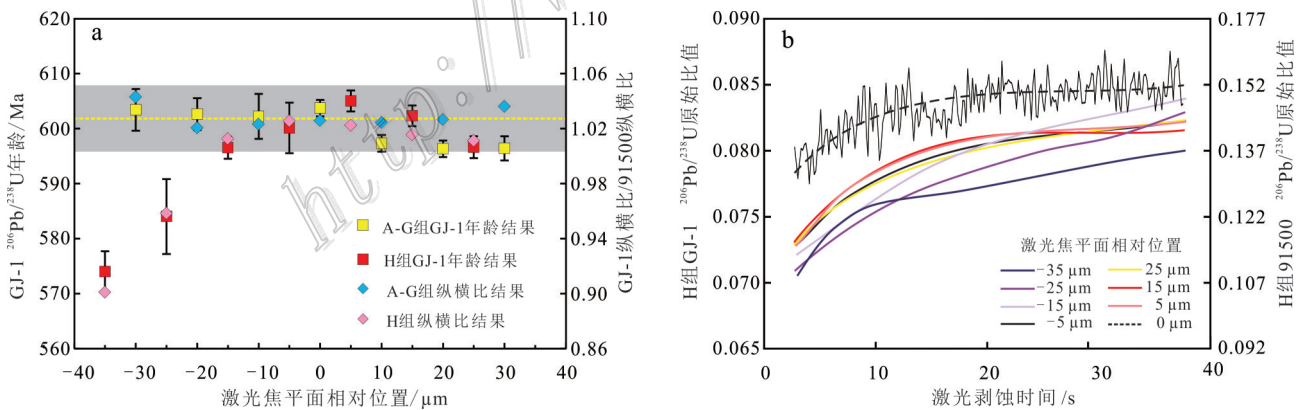 a
GJ-1 ²⁰⁶Pb/²³⁸U年龄/Ma
620
610
600
590
580
570
560
−40
−30
−20
−10
0
10
20
30
40
激光焦平面相对位置/μm
1.10
1.06
1.02
0.98
0.94
0.90
0.86
GJ-1纵横比/91500纵横比
A-G组GJ-1年龄结果
H组GJ-1年龄结果
A-G组纵横比结果
H组纵横比结果
http://
b
H组GJ-1 ²⁰⁶Pb/²³⁸U原始比值
0.090
0.085
0.080
0.075
0.070
0.065
0
10
20
30
40
激光剥蚀时间/s
0.177
0.152
0.137
0.122
0.107
0.092
H组91500 ²⁰⁶Pb/²³⁸U原始比值
激光焦平面相对位置
−35 μm
25 μm
−25 μm
15 μm
−15 μm
5 μm
−5 μm
0 μm